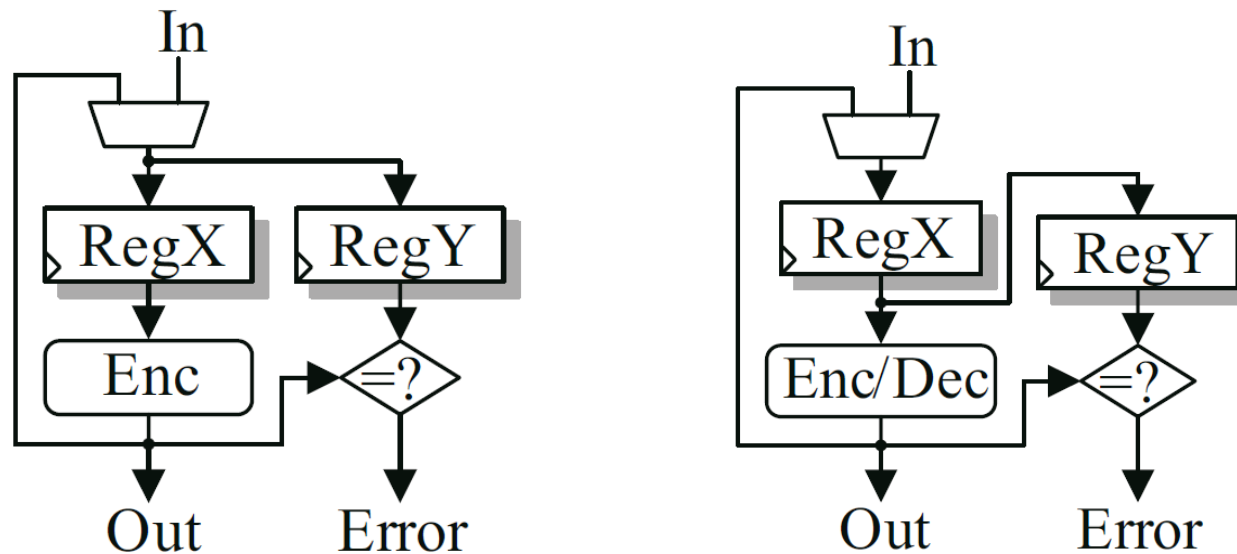 In
RegX
RegY
Enc
=?
Out
Error
In
RegX
RegY
Enc/Dec
=?
Out
Error